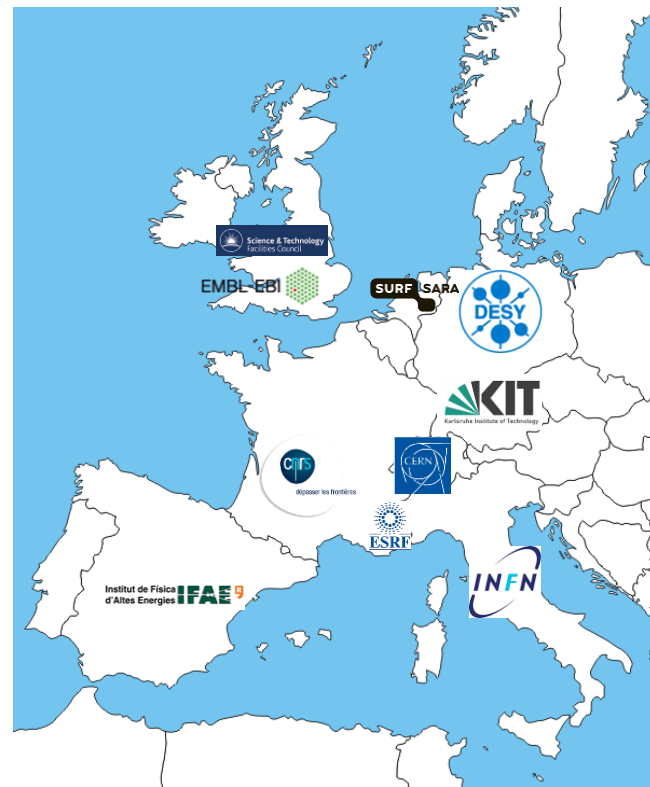 Science & Technology
Facilities Council
EMBL-EBI
SURF SARA
DESY
KIT
Karlsruhe Institute of Technology
CERN
cnrs
dépasser les frontières
ESRF
INFN
Institut de Física
d'Altes Energies IFAE